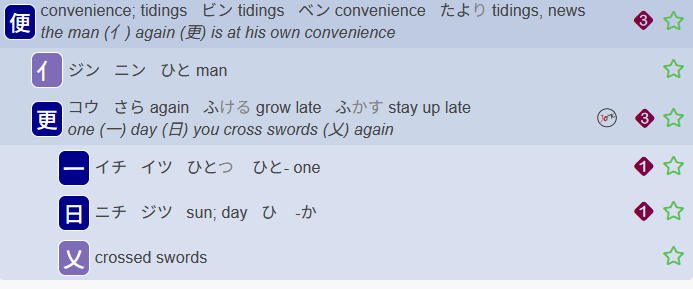 便 convenience; tidings ビン tidings ベン convenience たより tidings, news 3
the man (亻) again (更) is at his own convenience
亻 ジン ニン ひと man
更 コウ さら again ふける grow late ふかす stay up late 3
one (一) day (日) you cross swords (乂) again
一 イチ イツ ひとつ ひと- one 1
日 ニチ ジツ sun; day ひ -か 1
乂 crossed swords